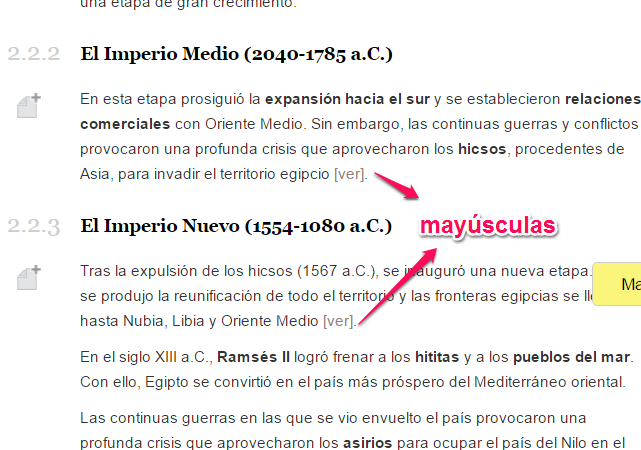 una etapa de gran crecimiento.
2.2.2 El Imperio Medio (2040-1785 a.C.)
En esta etapa prosiguió la expansión hacia el sur y se establecieron relaciones
comerciales con Oriente Medio. Sin embargo, las continuas guerras y conflictos
provocaron una profunda crisis que aprovecharon los hicsos, procedentes de
Asia, para invadir el territorio egipcio [ver].
2.2.3 El Imperio Nuevo (1554-1080 a.C.)
mayúsculas
Tras la expulsión de los hicsos (1567 a.C.), se inauguró una nueva etapa.
Ma
se produjo la reunificación de todo el territorio y las fronteras egipcias se
hasta Nubia, Libia y Oriente Medio [ver].
En el siglo XIII a.C., Ramsés II logró frenar a los hititas y a los pueblos del mar.
Con ello, Egipto se convirtió en el país más próspero del Mediterráneo oriental.
Las continuas guerras en las que se vio envuelto el país provocaron una
profunda crisis que aprovecharon los asirios para ocupar el país del Nilo en el